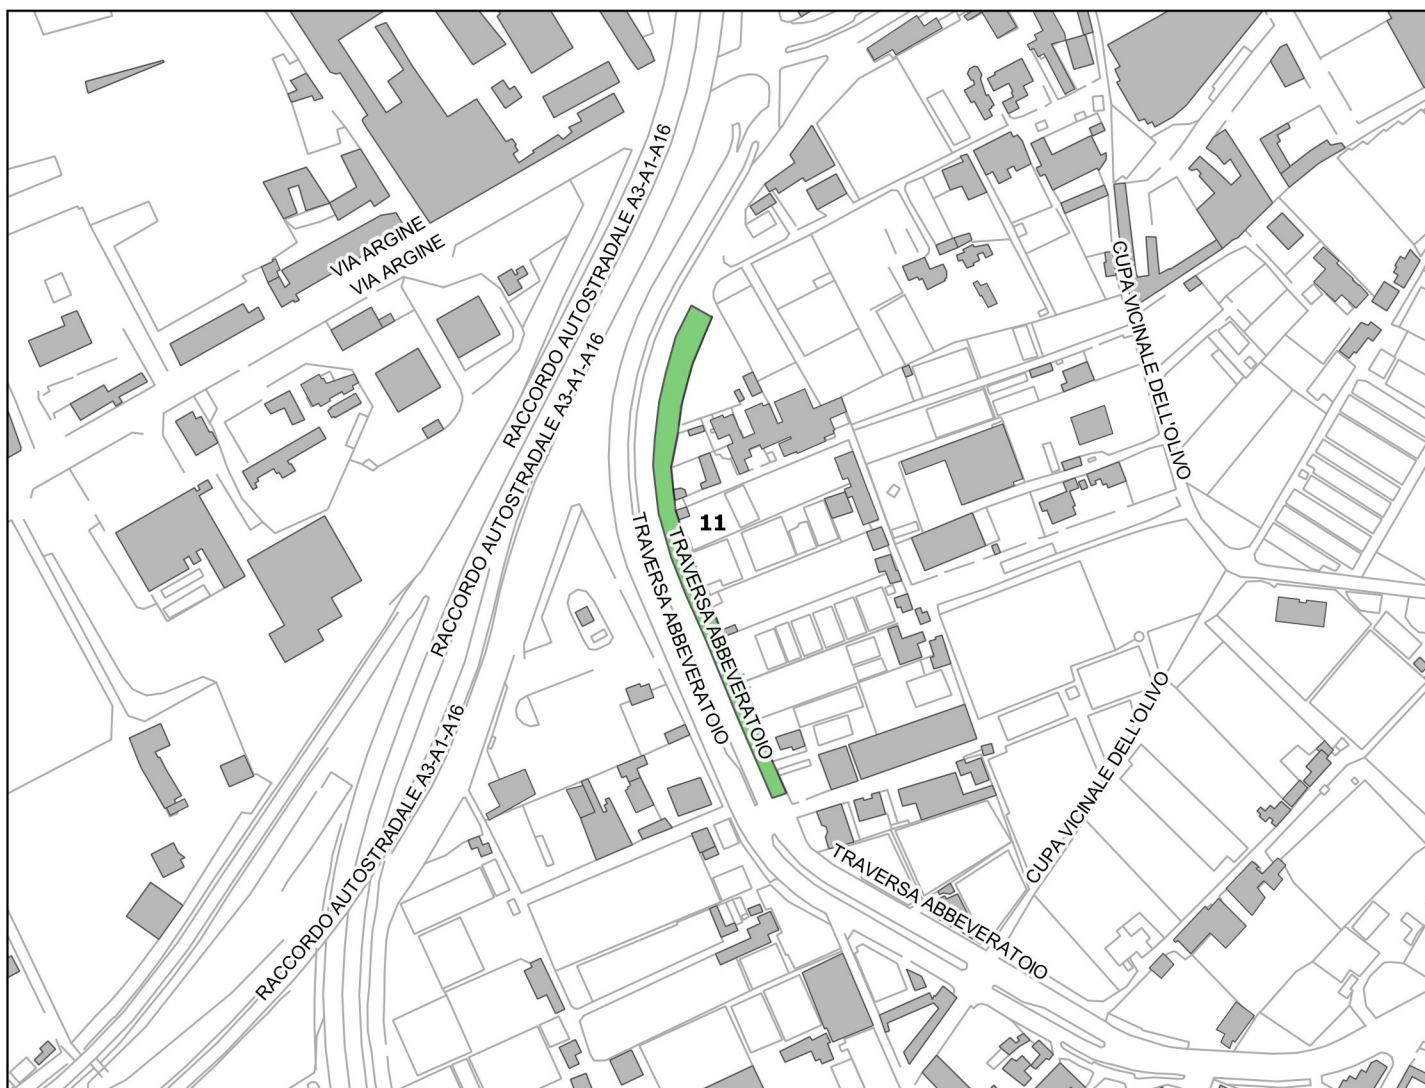 VIA ARGINE
VIA ARGINE
RACCORDO AUTOSTRADALE A3-A1-A16
RACCORDO AUTOSTRADALE A3-A1-A16
RACCORDO AUTOSTRADALE A3-A1-A16
CUPA VICINALE DELL'OLIVO
11
TRAVERSA ABBEVERATOIO
TRAVERSA ABBEVERATOIO
CUPA VICINALE DELL'OLIVO
TRAVERSA ABBEVERATOIO